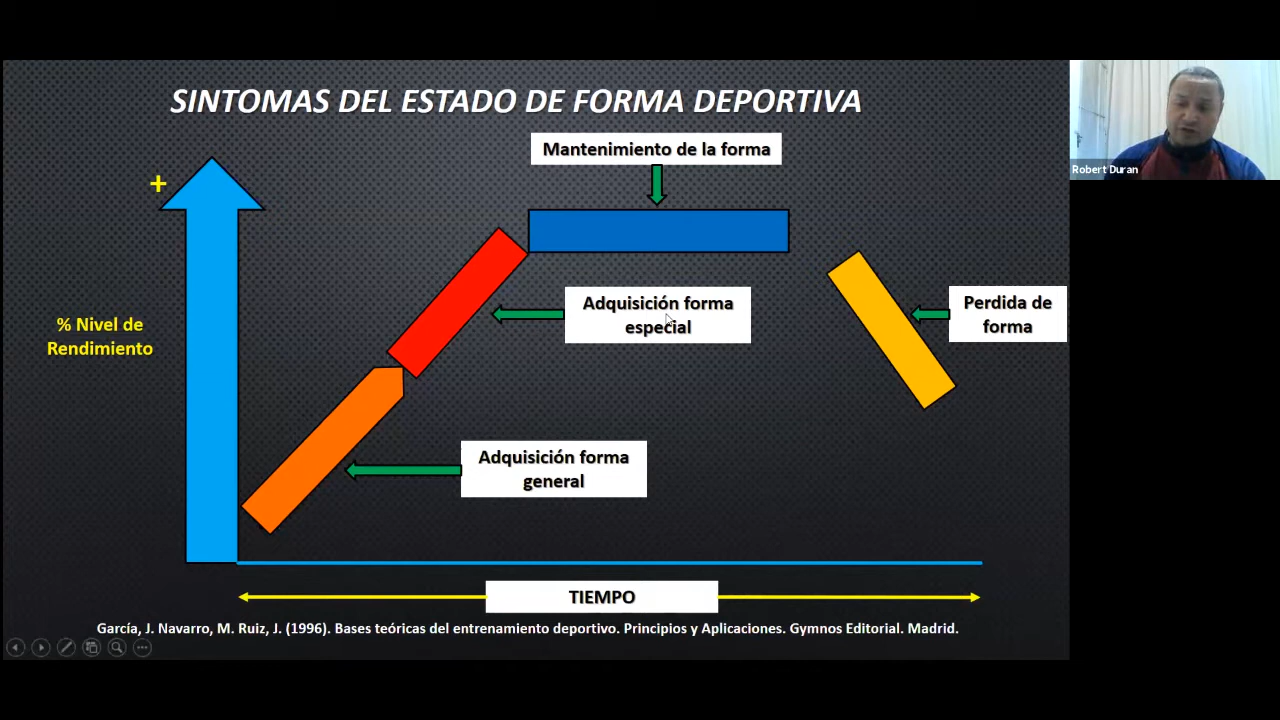 SINTOMAS DEL ESTADO DE FORMA DEPORTIVA
Mantenimiento de la forma
+
Robert Duran
Adquisición forma
especial
Perdida de
forma
% Nivel de
Rendimiento
Adquisición forma
general
TIEMPO
García, J. Navarro, M. Ruiz, J. (1996). Bases teóricas del entrenamiento deportivo. Principios y Aplicaciones. Gymnos Editorial. Madrid.